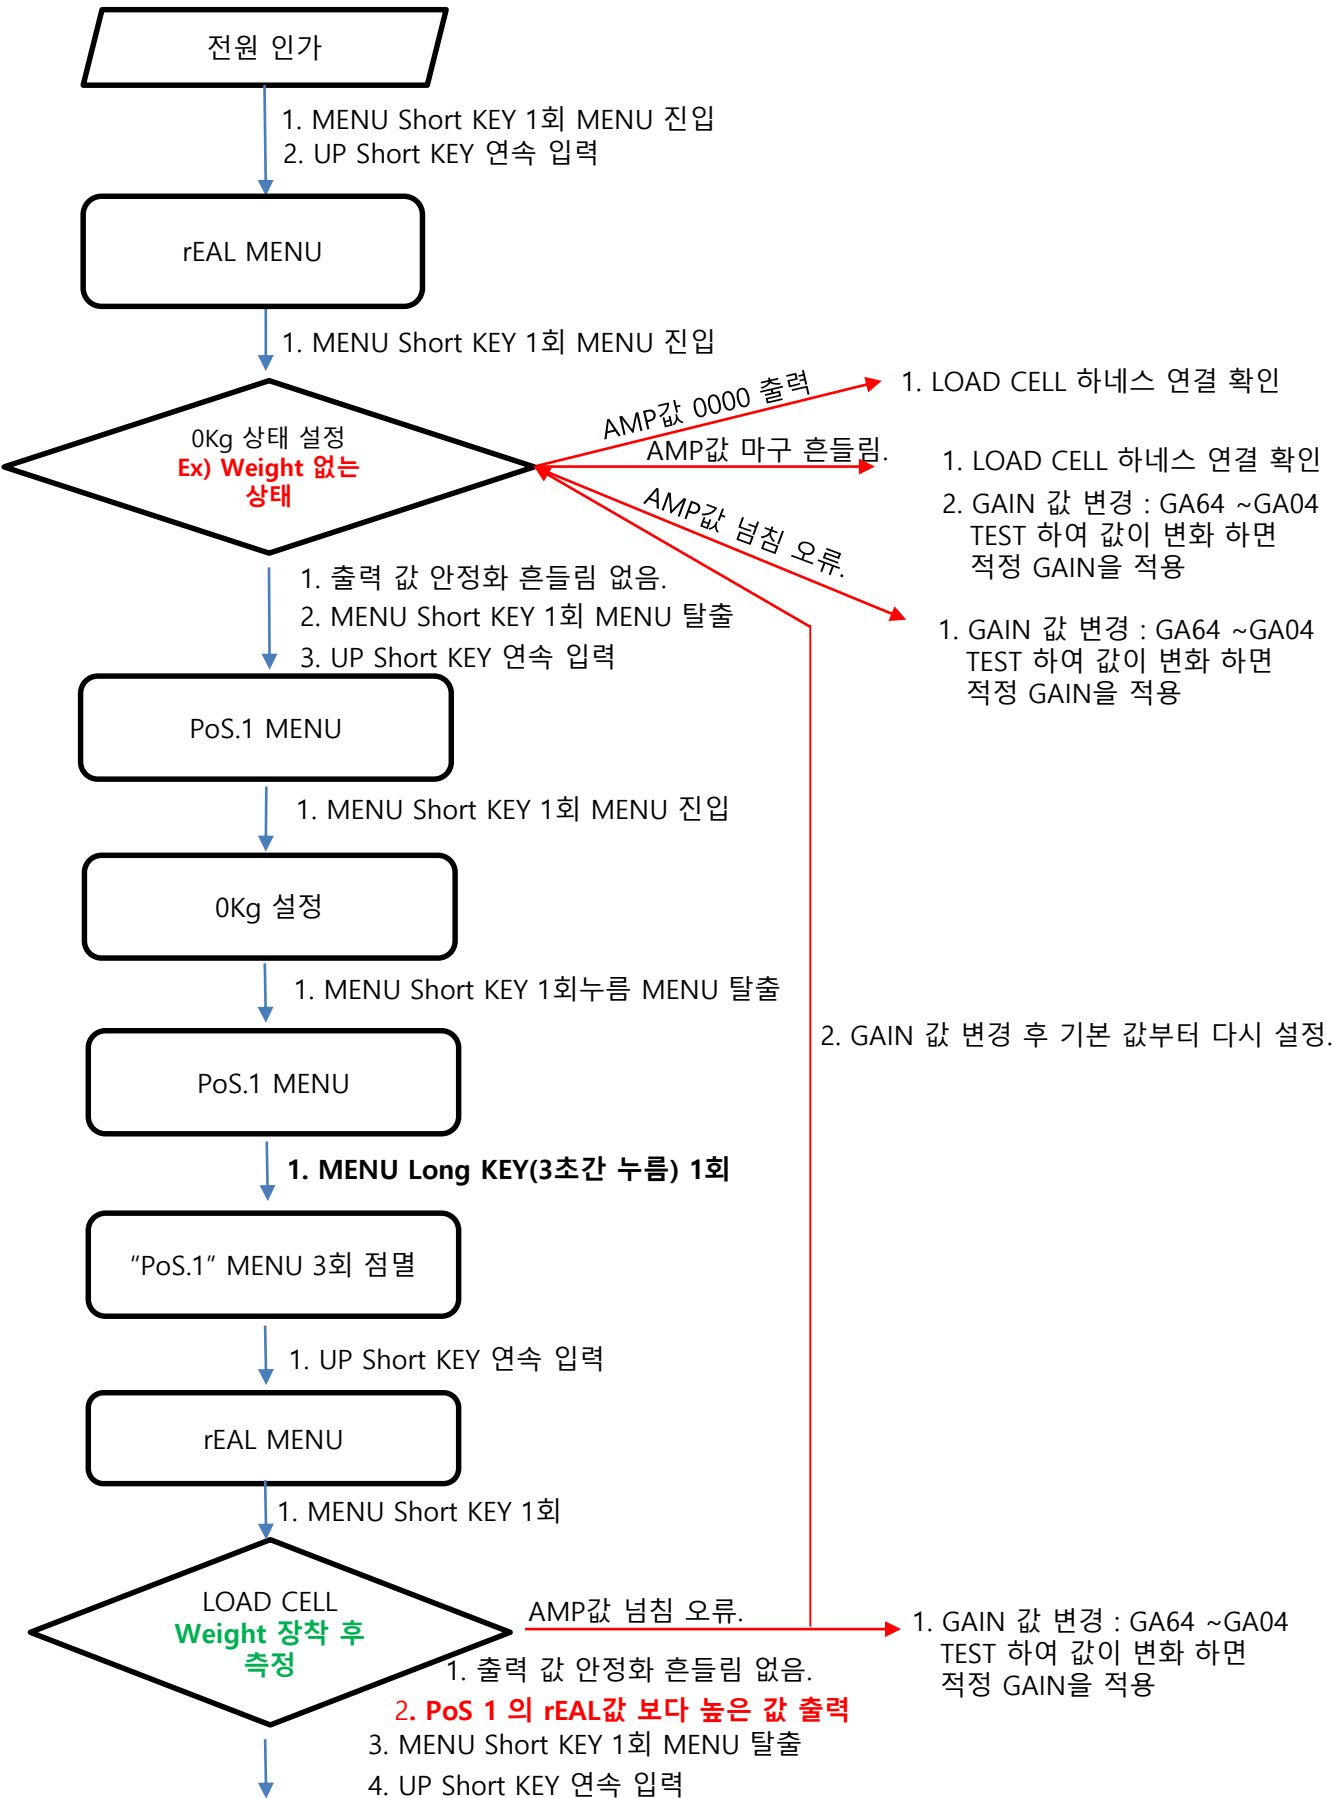 전원 인가
1. MENU Short KEY 1회 MENU 진입
2. UP Short KEY 연속 입력
rEAL MENU
1. MENU Short KEY 1회 MENU 진입
0Kg 상태 설정
Ex) Weight 없는
상태
AMP값 0000 출력
1. LOAD CELL 하네스 연결 확인
AMP값 마구 흔들림.
1. LOAD CELL 하네스 연결 확인
2. GAIN 값 변경 : GA64 ~GA04
TEST 하여 값이 변화 하면
적정 GAIN을 적용
AMP값 넘침 오류.
1. GAIN 값 변경 : GA64 ~GA04
TEST 하여 값이 변화 하면
적정 GAIN을 적용
1. 출력 값 안정화 흔들림 없음.
2. MENU Short KEY 1회 MENU 탈출
3. UP Short KEY 연속 입력
PoS.1 MENU
1. MENU Short KEY 1회 MENU 진입
0Kg 설정
1. MENU Short KEY 1회누름 MENU 탈출
2. GAIN 값 변경 후 기본 값부터 다시 설정.
PoS.1 MENU
1. MENU Long KEY(3초간 누름) 1회
“PoS.1“ MENU 3회 점멸
1. UP Short KEY 연속 입력
rEAL MENU
1. MENU Short KEY 1회
LOAD CELL
Weight 장착 후
측정
AMP값 넘침 오류.
1. GAIN 값 변경 : GA64 ~GA04
TEST 하여 값이 변화 하면
적정 GAIN을 적용
1. 출력 값 안정화 흔들림 없음.
2. PoS 1 의 rEAL값 보다 높은 값 출력
3. MENU Short KEY 1회 MENU 탈출
4. UP Short KEY 연속 입력